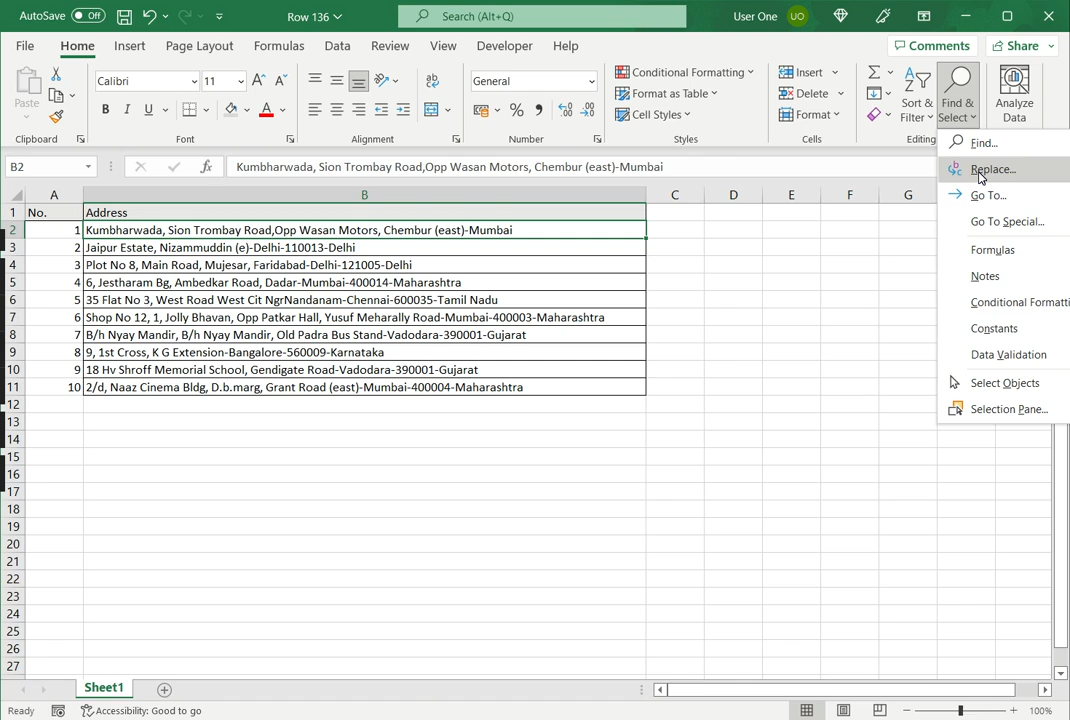 AutoSave Off Row 136 Search (Alt+Q) User One UO
File Home Insert Page Layout Formulas Data Review View Developer Help Comments Share
Paste Calibri 11 A A General Conditional Formatting Insert Sort & Find & Analyze
B I U A Format as Table Delete Filter Select Data
Cell Styles Format
Clipboard Font Alignment Number Styles Cells Editing
B2 fx Kumbharwada, Sion Trombay Road,Opp Wasan Motors, Chembur (east)-Mumbai
Find...
Replace...
Go To...
Go To Special...
Formulas
Notes
Conditional Formatti
Constants
Data Validation
Select Objects
Selection Pane...
A B C D E F G
1 No. Address
2 1 Kumbharwada, Sion Trombay Road,Opp Wasan Motors, Chembur (east)-Mumbai
3 2 Jaipur Estate, Nizammuddin (e)-Delhi-110013-Delhi
4 3 Plot No 8, Main Road, Mujesar, Faridabad-Delhi-121005-Delhi
5 4 6, Jestharam Bg, Ambedkar Road, Dadar-Mumbai-400014-Maharashtra
6 5 35 Flat No 3, West Road West Cit NgrNandanam-Chennai-600035-Tamil Nadu
7 6 Shop No 12, 1, Jolly Bhavan, Opp Patkar Hall, Yusuf Meharally Road-Mumbai-400003-Maharashtra
8 7 B/h Nyay Mandir, B/h Nyay Mandir, Old Padra Bus Stand-Vadodara-390001-Gujarat
9 8 9, 1st Cross, K G Extension-Bangalore-560009-Karnataka
10 9 18 Hv Shroff Memorial School, Gendigate Road-Vadodara-390001-Gujarat
11 10 2/d, Naaz Cinema Bldg, D.b.marg, Grant Road (east)-Mumbai-400004-Maharashtra
12
13
14
15
16
17
18
19
20
21
22
23
24
25
26
27
Sheet1
Ready Accessibility: Good to go 100%